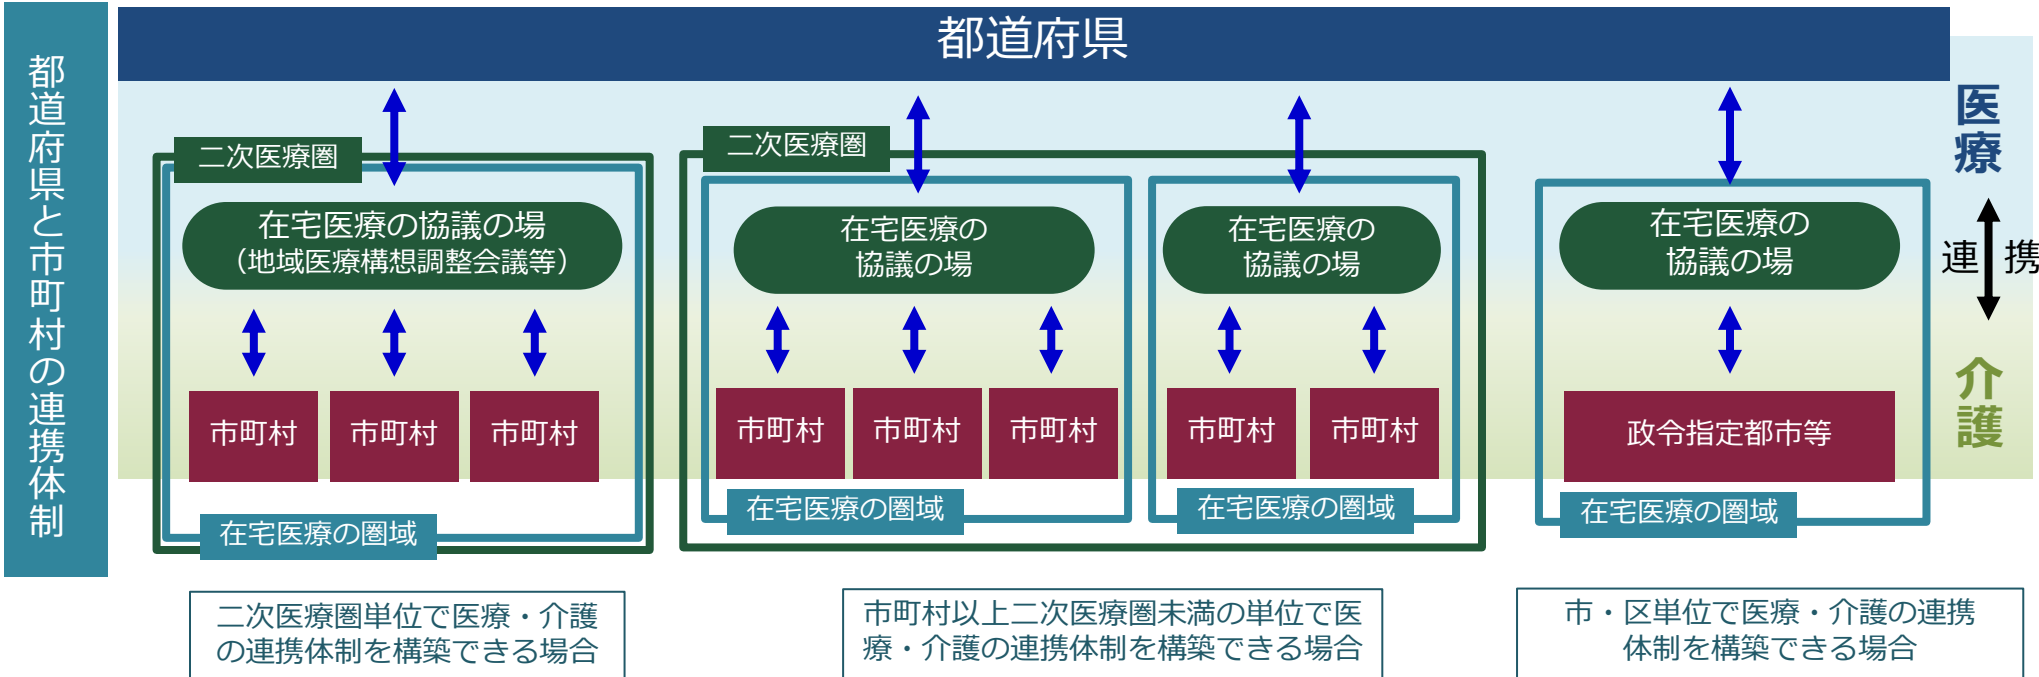 都道府県と市町村の連携体制
都道府県
医療
連携
介護
二次医療圏
在宅医療の協議の場
（地域医療構想調整会議等）
市町村
市町村
市町村
在宅医療の圏域
二次医療圏単位で医療・介護
の連携体制を構築できる場合
二次医療圏
在宅医療の
協議の場
市町村
市町村
市町村
在宅医療の圏域
在宅医療の
協議の場
市町村
市町村
在宅医療の圏域
市町村以上二次医療圏未満の単位で医
療・介護の連携体制を構築できる場合
在宅医療の
協議の場
政令指定都市等
在宅医療の圏域
市・区単位で医療・介護の連携
体制を構築できる場合